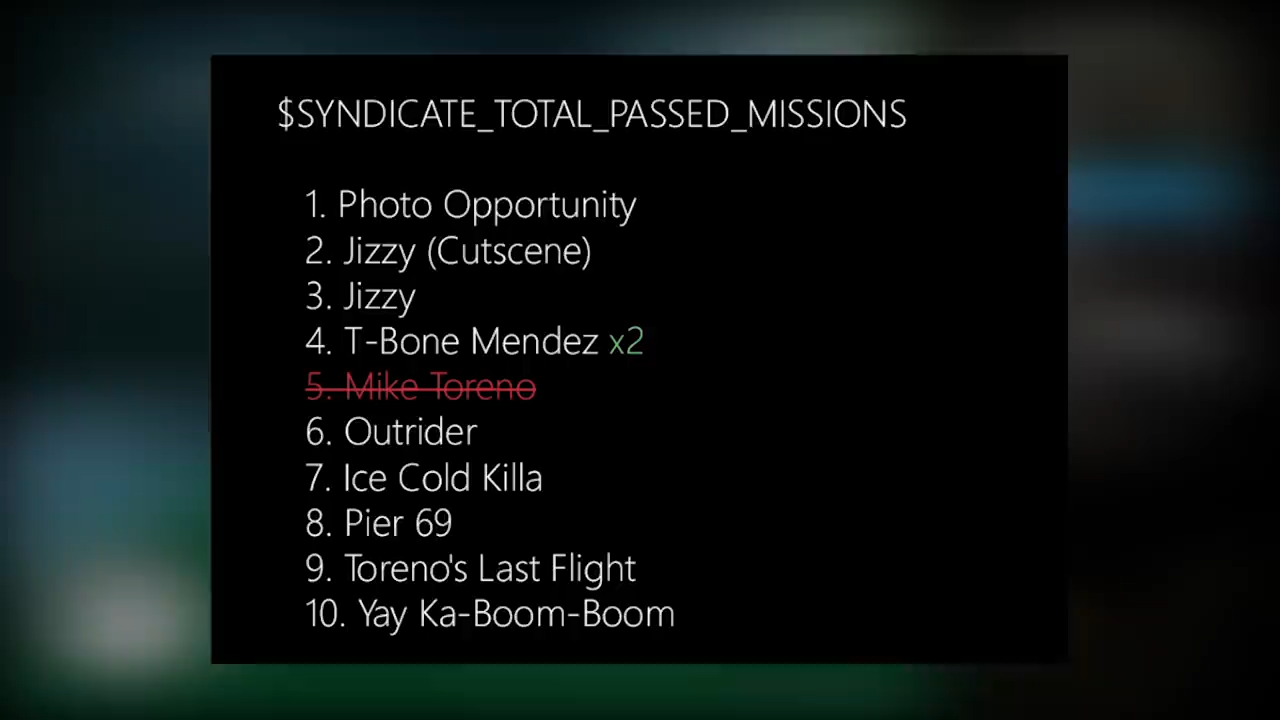 $SYNDICATE_TOTAL_PASSED_MISSIONS
1. Photo Opportunity
2. Jizzy (Cutscene)
3. Jizzy
4. T-Bone Mendez x2
5. Mike Toreno
6. Outrider
7. Ice Cold Killa
8. Pier 69
9. Toreno's Last Flight
10. Yay Ka-Boom-Boom